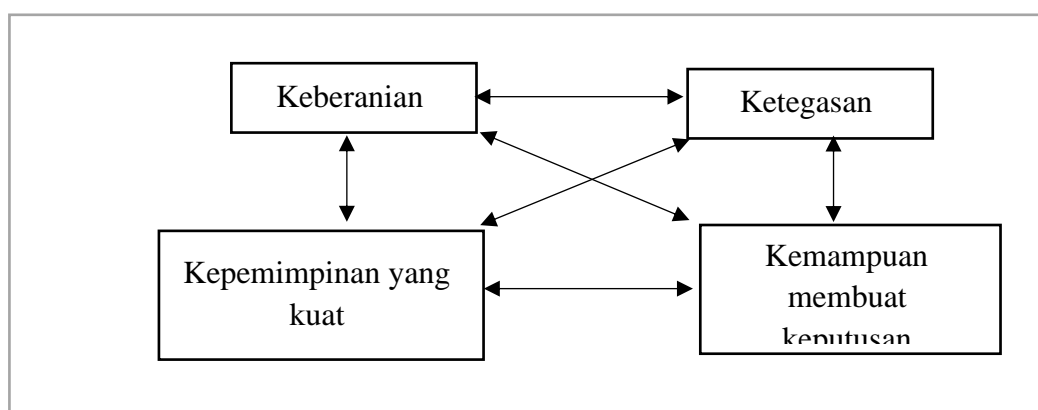 Keberanian
Ketegasan
Kepemimpinan yang
kuat
Kemampuan
membuat
keputusan